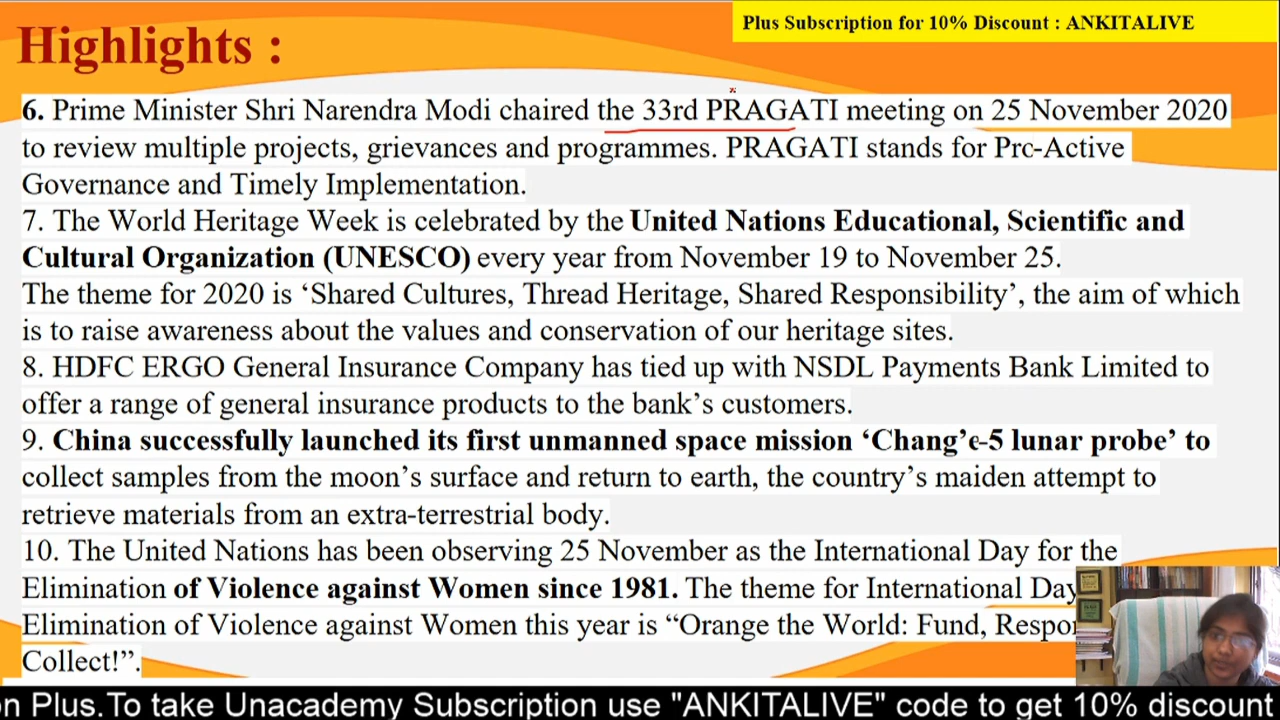 Plus Subscription for 10% Discount : ANKITALIVE
Highlights :
6. Prime Minister Shri Narendra Modi chaired the 33rd PRAGATI meeting on 25 November 2020
to review multiple projects, grievances and programmes. PRAGATI stands for Pro-Active
Governance and Timely Implementation.
7. The World Heritage Week is celebrated by the United Nations Educational, Scientific and
Cultural Organization (UNESCO) every year from November 19 to November 25.
The theme for 2020 is ‘Shared Cultures, Thread Heritage, Shared Responsibility’, the aim of which
is to raise awareness about the values and conservation of our heritage sites.
8. HDFC ERGO General Insurance Company has tied up with NSDL Payments Bank Limited to
offer a range of general insurance products to the bank’s customers.
9. China successfully launched its first unmanned space mission ‘Chang’e-5 lunar probe’ to
collect samples from the moon’s surface and return to earth, the country’s maiden attempt to
retrieve materials from an extra-terrestrial body.
10. The United Nations has been observing 25 November as the International Day for the
Elimination of Violence against Women since 1981. The theme for International Day
Elimination of Violence against Women this year is “Orange the World: Fund, Respo
Collect!”.
n Plus.To take Unacademy Subscription use "ANKITALIVE" code to get 10% discount